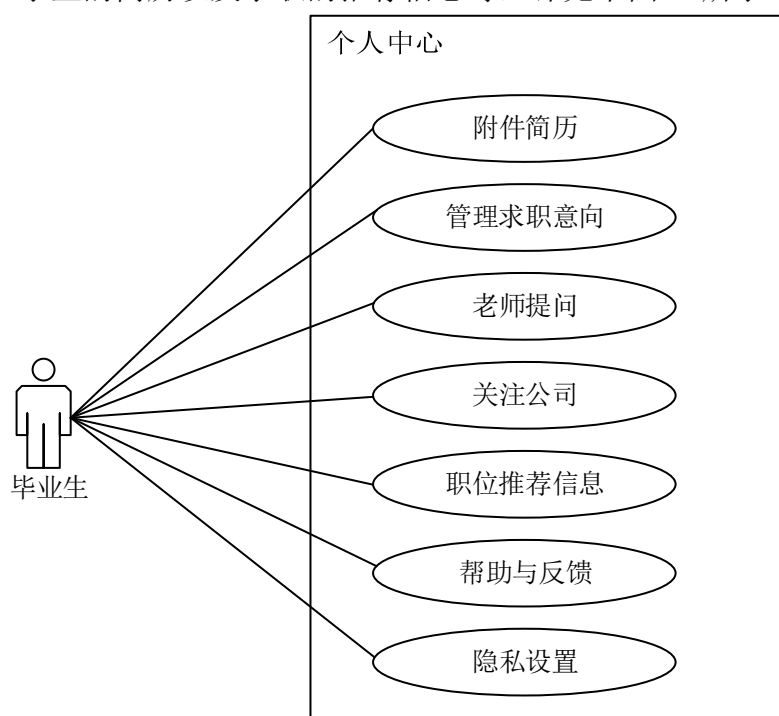 个人中心
附件简历
管理求职意向
老师提问
关注公司
职位推荐信息
毕业生
帮助与反馈
隐私设置